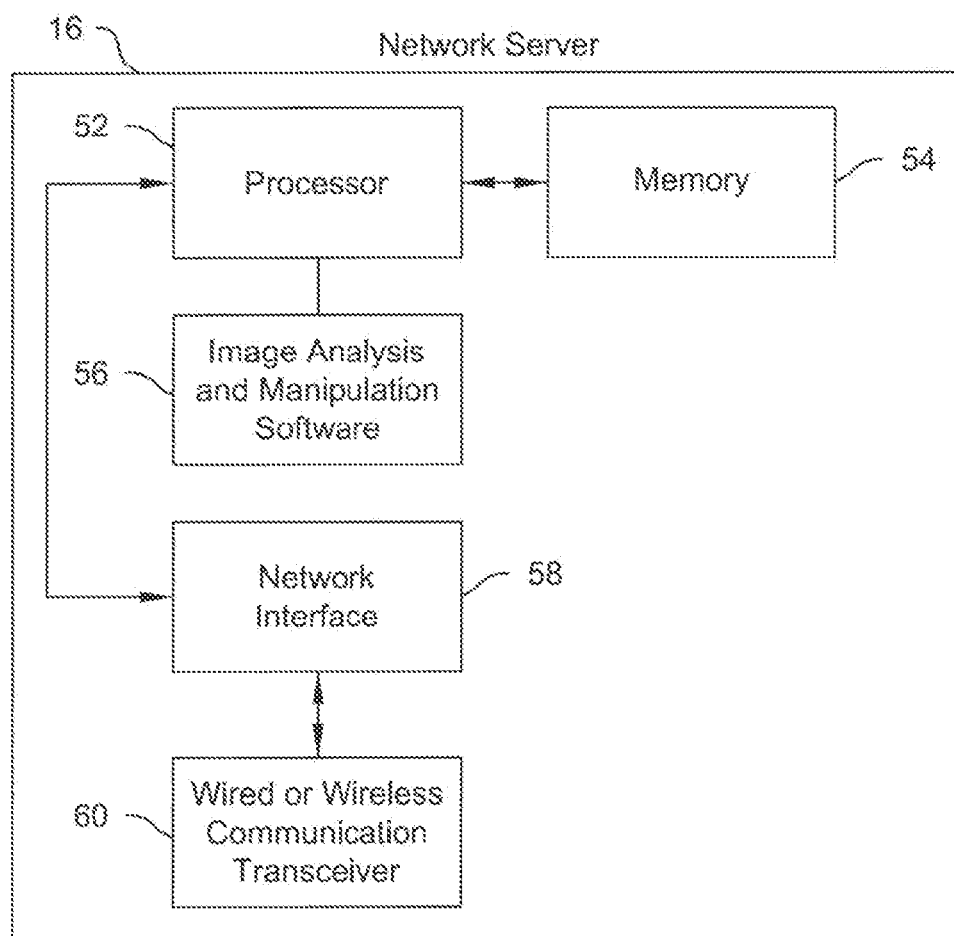 16
Network Server
52
Processor
Memory
54
56
Image Analysis
and Manipulation
Software
Network
Interface
58
60
Wired or Wireless
Communication
Transceiver